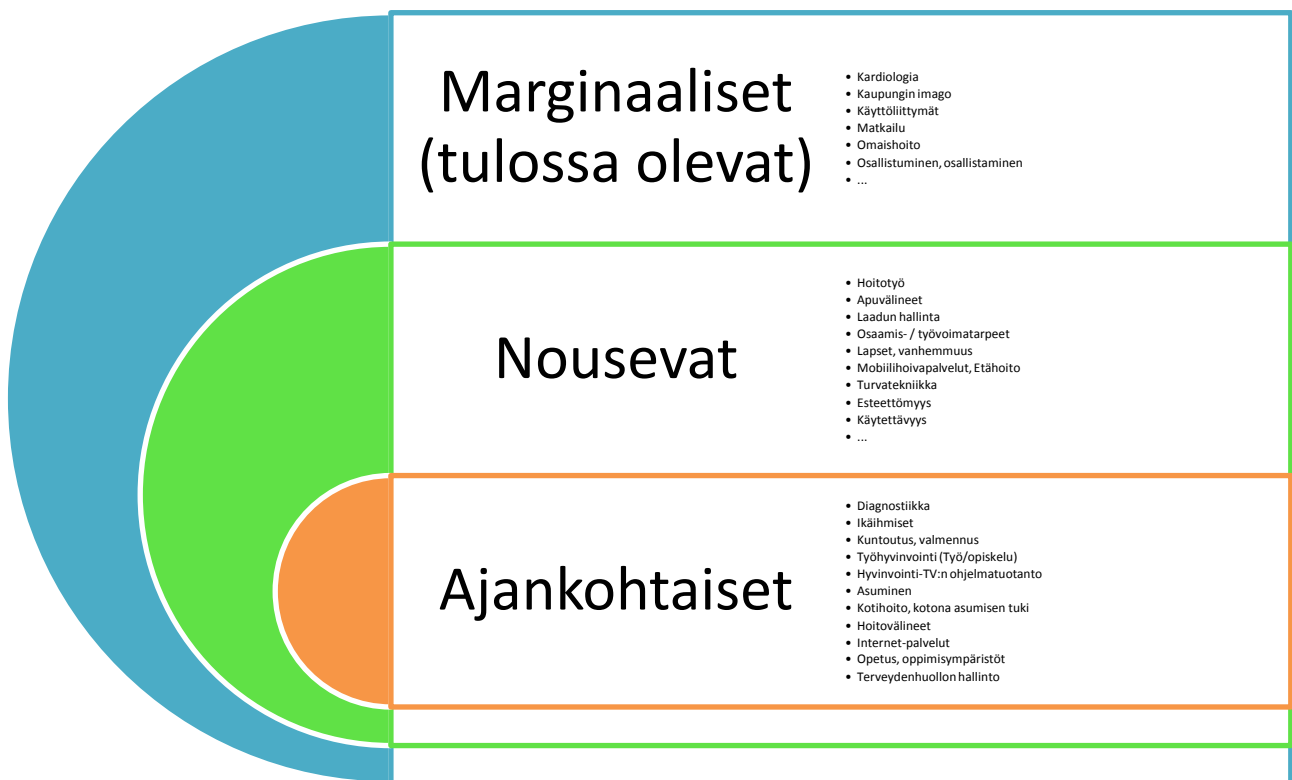 Marginaaliset
(tulossa olevat)
• Kardiologia
• Kaupungin imago
• Käyttöliittymät
• Matkailu
• Omaishoito
• Osallistuminen, osallistaminen
• ...
Nousevat
• Hoitotyö
• Apuvälineet
• Laadun hallinta
• Osaamis- / työvoimatarpeet
• Lapset, vanhemmuus
• Mobiilihoivapalvelut, Etähoito
• Turvatekniikka
• Esteettömyys
• Käytettävyys
• ...
Ajankohtaiset
• Diagnostiikka
• Ikäihmiset
• Kuntoutus, valmennus
• Työhyvinvointi (Työ/opiskelu)
• Hyvinvointi-TV:n ohjelmatuotanto
• Asuminen
• Kotihoito, kotona asumisen tuki
• Hoitovälineet
• Internet-palvelut
• Opetus, oppimisympäristöt
• Terveydenhuollon hallinto